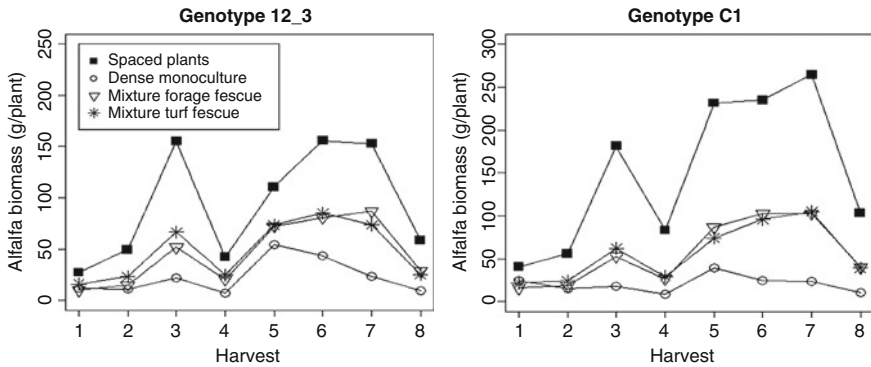 Genotype 12_3
Alfalfa biomass (g/plant)
250
200
150
100
50
0
Spaced plants
Dense monoculture
Mixture forage fescue
Mixture turf fescue
1 2 3 4 5 6 7 8
Harvest
Genotype C1
Alfalfa biomass (g/plant)
300
250
200
150
100
50
0
1 2 3 4 5 6 7 8
Harvest